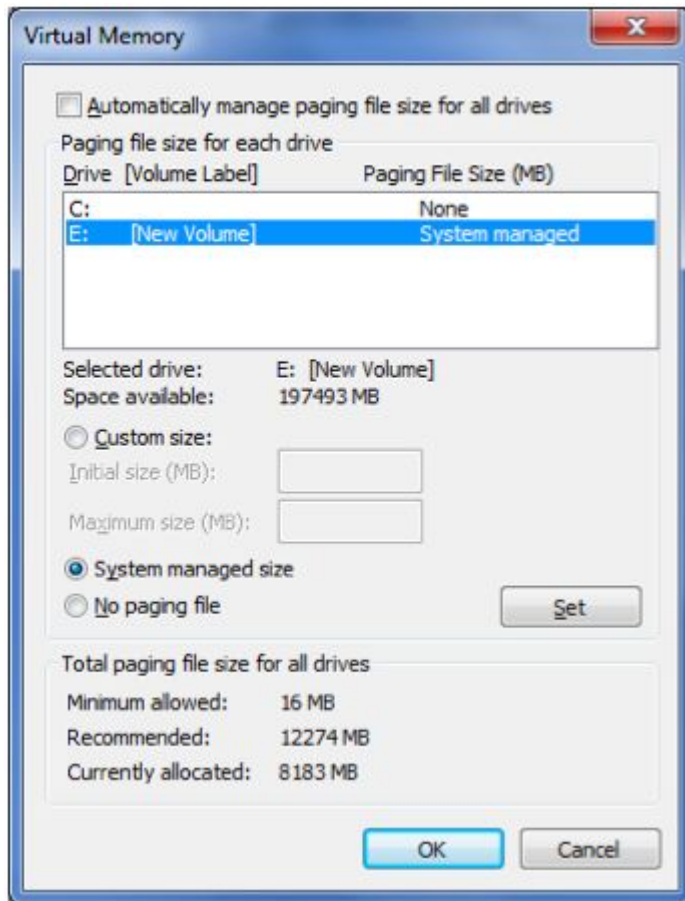 Virtual Memory
Automatically manage paging file size for all drives
Paging file size for each drive
Drive [Volume Label] Paging File Size (MB)
C: None
E: [New Volume] System managed
Selected drive: E: [New Volume]
Space available: 197493 MB
Custom size:
Initial size (MB):
Maximum size (MB):
System managed size
No paging file Set
Total paging file size for all drives
Minimum allowed: 16 MB
Recommended: 12274 MB
Currently allocated: 8183 MB
OK Cancel